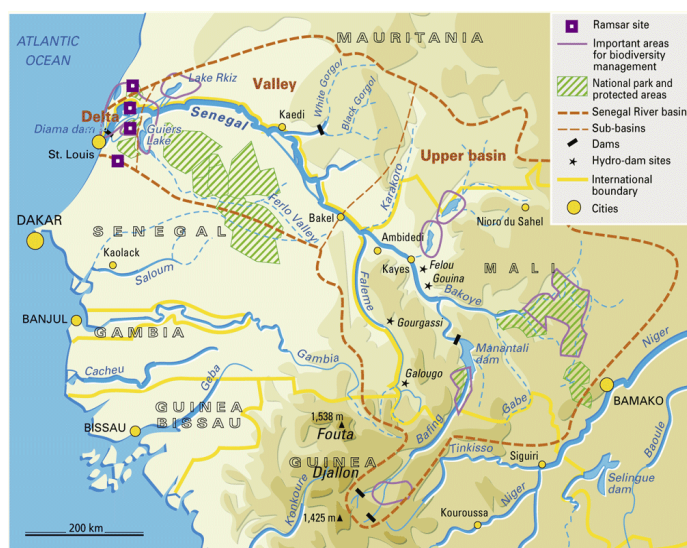 MAURITANIA
ATLANTIC
OCEAN
Lake Rkiz
Valley
White Gorgol
Black Gorgol
Delta
Senegal
Kaedi
Diama dam
Guiers
Lake
St. Louis
Upper basin
Karakoro
Ferlo Valley
Bakel
Nioro du Sahel
DAKAR
SENEGAL
Ambidedi
Kaolack
Saloum
Kayes
Felou
Gouina
MALI
Faleme
Bakoye
BANJUL
GAMBIA
Gourgassi
Niger
Gambia
Manantali
dam
Cacheu
Geba
Galougo
Gabe
BAMAKO
GUINEA
BISSAU
BISSAU
1,538 m
Fouta
Bafing
Baoule
GUINEA
Djallon
Tinkisso
Siguiri
Selingue
dam
Konkoure
Niger
Kouroussa
1,425 m
200 km
Ramsar site
Important areas
for biodiversity
management
National park and
protected areas
Senegal River basin
Sub-basins
Dams
Hydro-dam sites
International
boundary
Cities